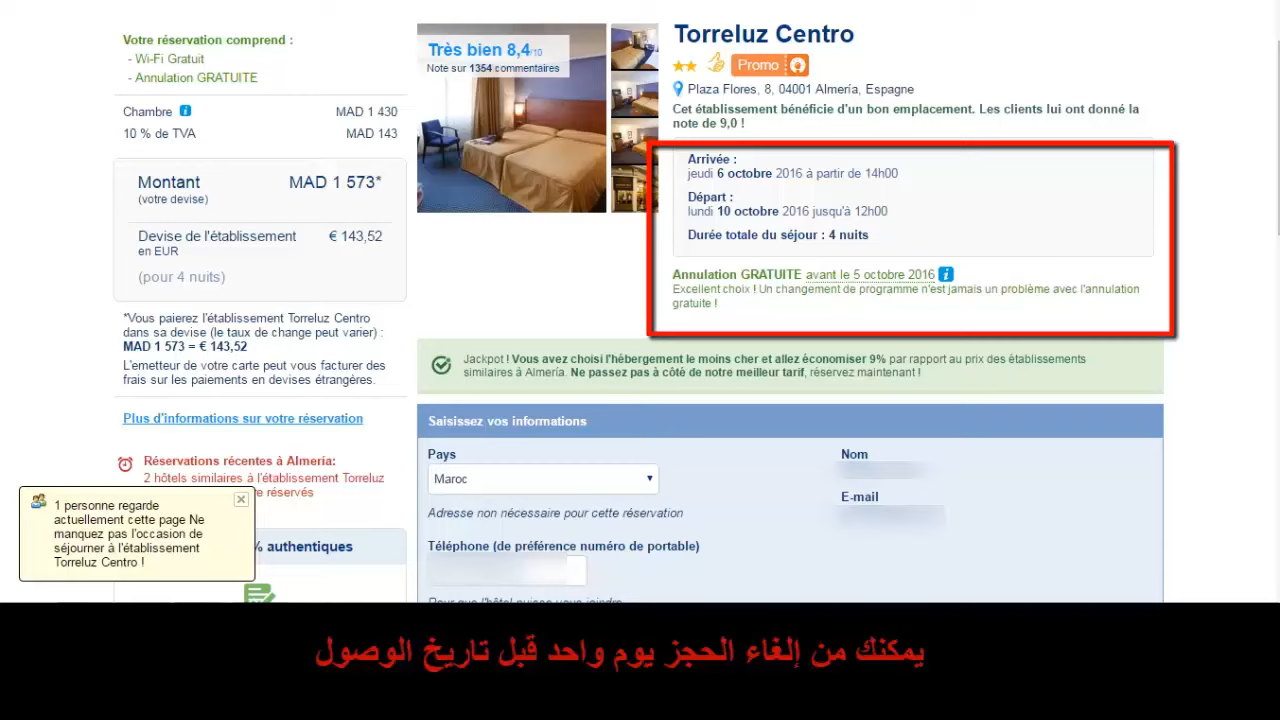 Votre réservation comprend :
- Wi-Fi Gratuit
- Annulation GRATUITE
Chambre MAD 1 430
10 % de TVA MAD 143
Montant MAD 1 573*
(votre devise)
Devise de l'établissement € 143,52
en EUR
(pour 4 nuits)
*Vous paierez l'établissement Torreluz Centro
dans sa devise (le taux de change peut varier) :
MAD 1 573 = € 143,52
L'emetteur de votre carte peut vous facturer des
frais sur les paiements en devises étrangères.
Plus d'informations sur votre réservation
Réservations récentes à Almería:
2 hôtels similaires à l'établissement Torreluz
re réservés
1 personne regarde
actuellement cette page Ne
manquez pas l'occasion de
séjourner à l'établissement
Torreluz Centro !
% authentiques
Très bien 8,4/10
Note sur 1354 commentaires
Torreluz Centro
Promo
Plaza Flores, 8, 04001 Almería, Espagne
Cet établissement bénéficie d'un bon emplacement. Les clients lui ont donné la
note de 9,0 !
Arrivée :
jeudi 6 octobre 2016 à partir de 14h00
Départ :
lundi 10 octobre 2016 jusqu'à 12h00
Durée totale du séjour : 4 nuits
Annulation GRATUITE avant le 5 octobre 2016
Excellent choix ! Un changement de programme n'est jamais un problème avec l'annulation
gratuite !
Jackpot ! Vous avez choisi l'hébergement le moins cher et allez économiser 9% par rapport au prix des établissements
similaires à Almería. Ne passez pas à côté de notre meilleur tarif, réservez maintenant !
Saisissez vos informations
Pays
Maroc
Adresse non nécessaire pour cette réservation
Téléphone (de préférence numéro de portable)
Pour que l'hôtel puisse vous joindre
Nom
E-mail
يمكنك من إلغاء الحجز يوم واحد قبل تاريخ الوصول